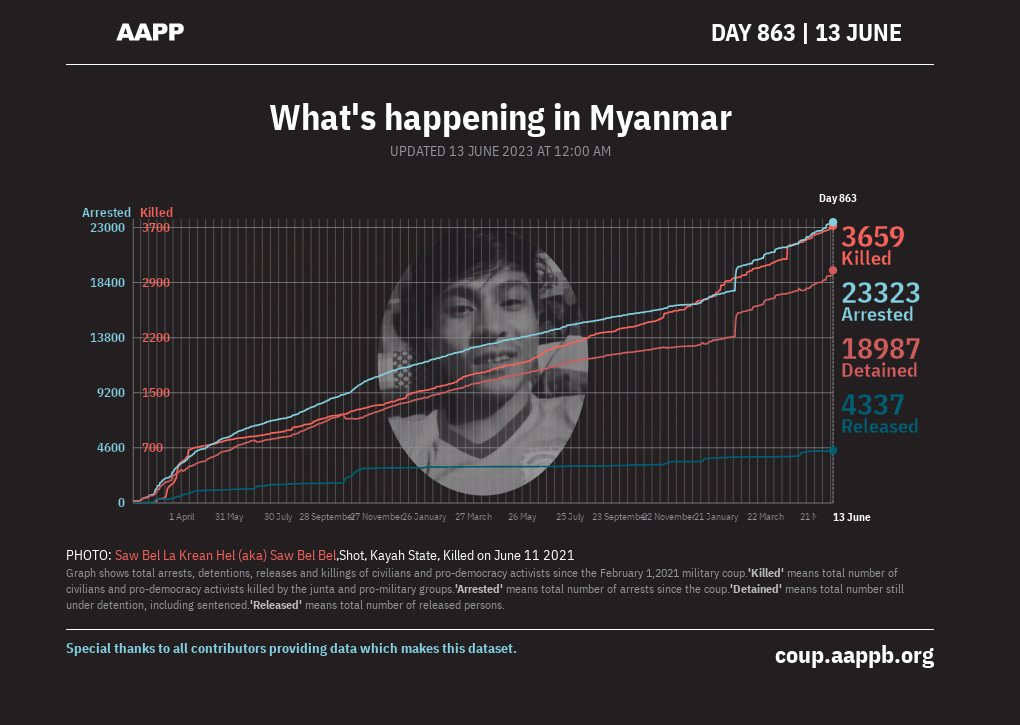 AAPP
DAY 863 | 13 JUNE
What's happening in Myanmar
UPDATED 13 JUNE 2023 AT 12:00 AM
Day 863
Arrested Killed
23000 3700
18400 2900
13800 2200
9200 1500
4600 700
0
3659
Killed
23323
Arrested
18987
Detained
4337
Released
1 April 31 May 30 July 28 September 27 November 26 January 27 March 26 May 25 July 23 September 22 November 21 January 22 March 21 13 June
PHOTO: Saw Bel La Krean Hel (aka) Saw Bel Bel,Shot, Kayah State, Killed on June 11 2021
Graph shows total arrests, detentions, releases and killings of civilians and pro-democracy activists since the February 1,2021 military coup.'Killed' means total number of
civilians and pro-democracy activists killed by the junta and pro-military groups.'Arrested' means total number of arrests since the coup.'Detained' means total number still
under detention, including sentenced.'Released' means total number of released persons.
Special thanks to all contributors providing data which makes this dataset.
coup.aappb.org